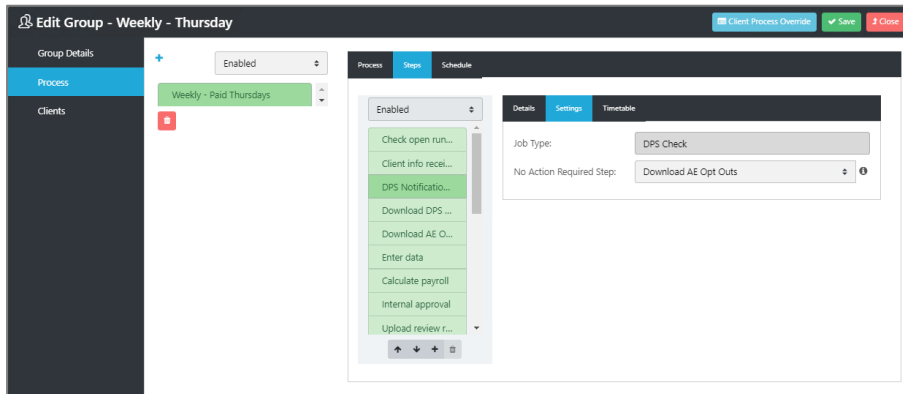 Edit Group - Weekly - Thursday
Client Process Override
Save
Close
Group Details
Process
Clients
Enabled
Weekly - Paid Thursdays
Process Steps Schedule
Enabled
Check open run...
Client info recei...
DPS Notificatio...
Download DPS ...
Download AE O...
Enter data
Calculate payroll
Internal approval
Upload review r...
Details Settings Timetable
Job Type: DPS Check
No Action Required Step: Download AE Opt Outs